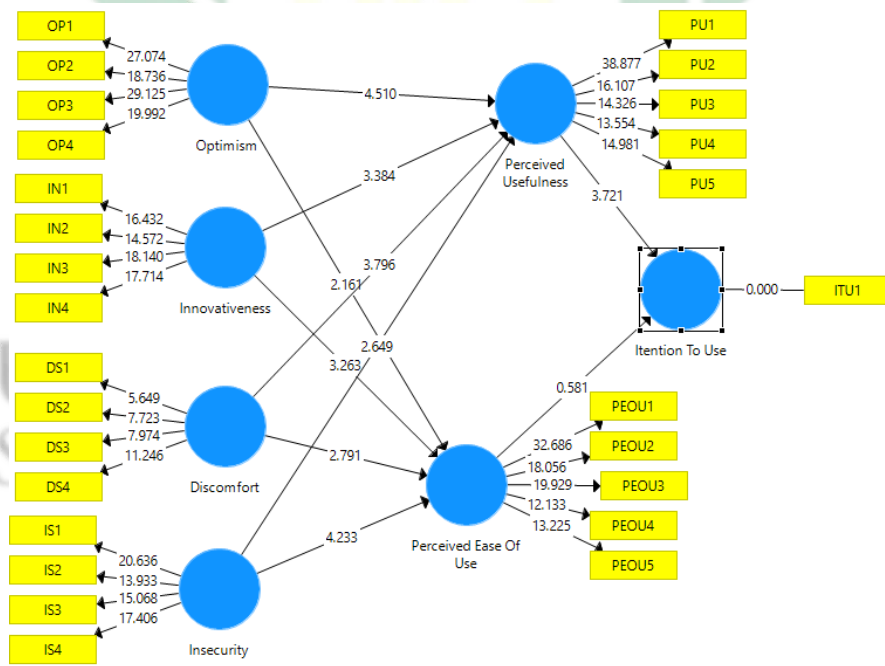 OP1
OP2
OP3
OP4
27.074
18.736
29.125
19.992
Optimism
IN1
IN2
IN3
IN4
16.432
14.572
18.140
17.714
Innovativeness
DS1
DS2
DS3
DS4
5.649
7.723
7.974
11.246
Discomfort
IS1
IS2
IS3
IS4
20.636
13.933
15.068
17.406
Insecurity
4.510
3.384
3.796
2.161
2.649
3.263
2.791
4.233
Perceived
Usefulness
38.877
16.107
14.326
13.554
14.981
PU1
PU2
PU3
PU4
PU5
3.721
Itention To Use
0.000
ITU1
0.581
Perceived Ease Of
Use
32.686
18.056
19.929
12.133
13.225
PEOU1
PEOU2
PEOU3
PEOU4
PEOU5